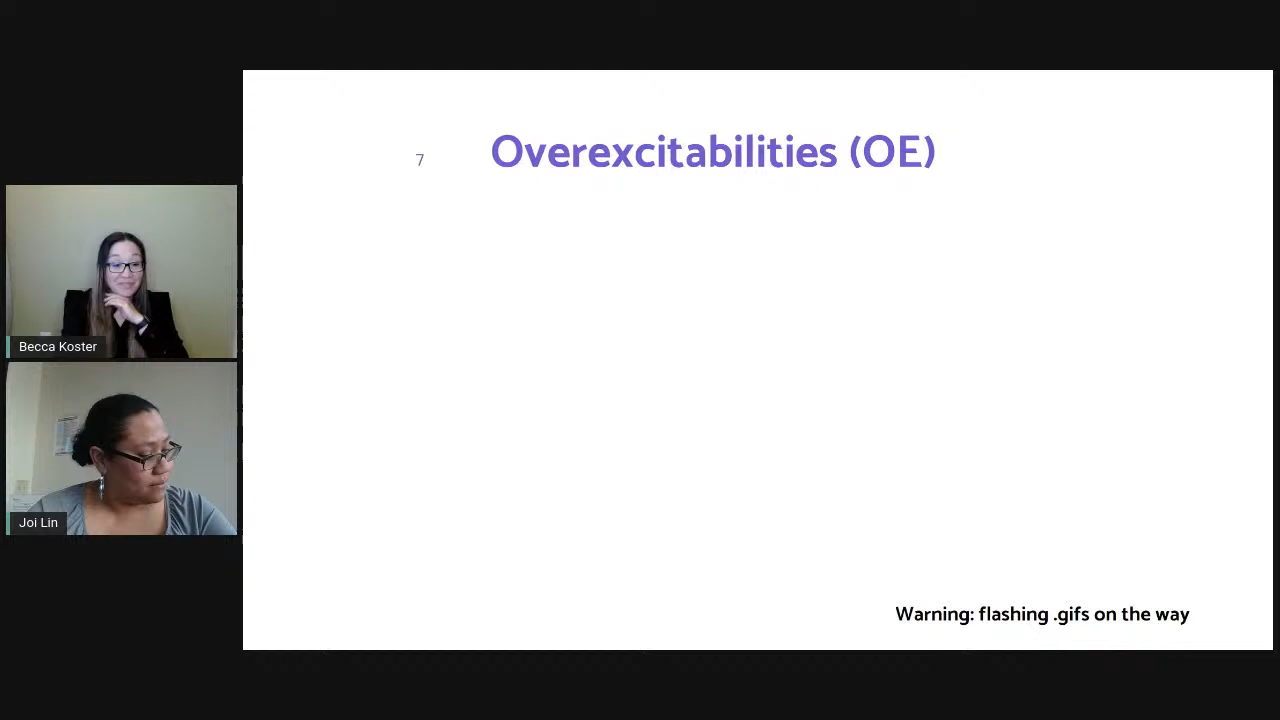 7
Overexcitabilities (OE)
Becca Koster
Joi Lin
Warning: flashing .gifs on the way